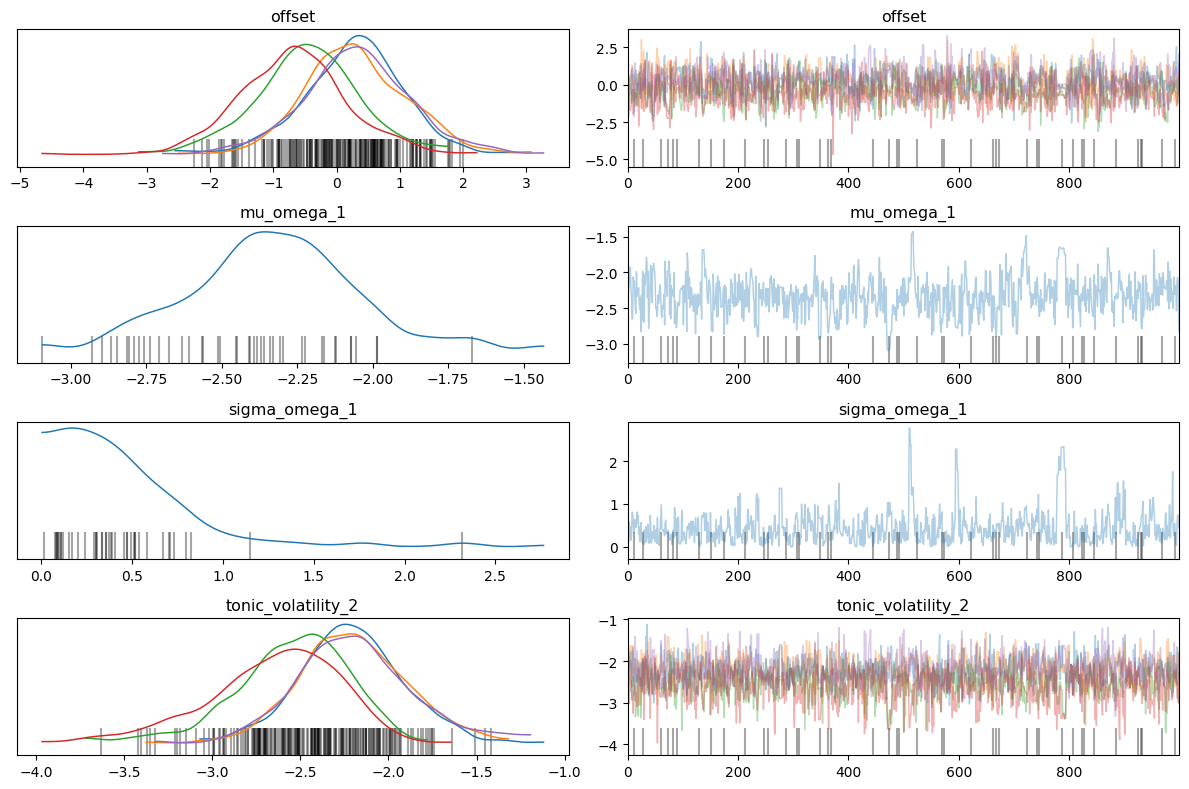 offset
offset
−5 −4 −3 −2 −1 0 1 2 3
2.5
0.0
−2.5
−5.0
0 200 400 600 800
mu_omega_1
mu_omega_1
−3.00 −2.75 −2.50 −2.25 −2.00 −1.75 −1.50
−1.5
−2.0
−2.5
−3.0
0 200 400 600 800
sigma_omega_1
sigma_omega_1
0.0 0.5 1.0 1.5 2.0 2.5
2
1
0
0 200 400 600 800
tonic_volatility_2
tonic_volatility_2
−4.0 −3.5 −3.0 −2.5 −2.0 −1.5 −1.0
−1
−2
−3
−4
0 200 400 600 800